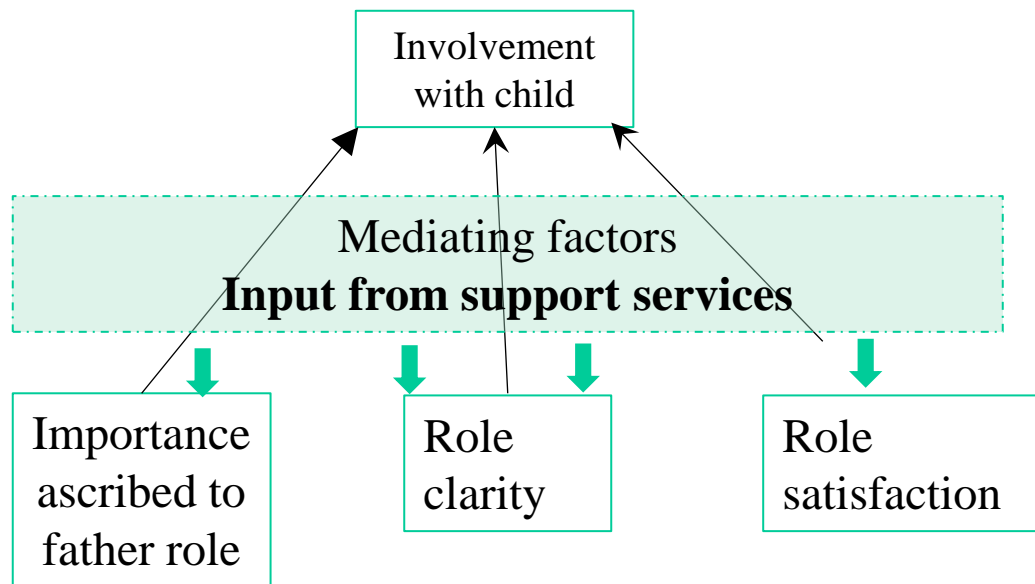 Involvement
with child
Mediating factors
Input from support services
Importance
ascribed to
father role
Role
clarity
Role
satisfaction